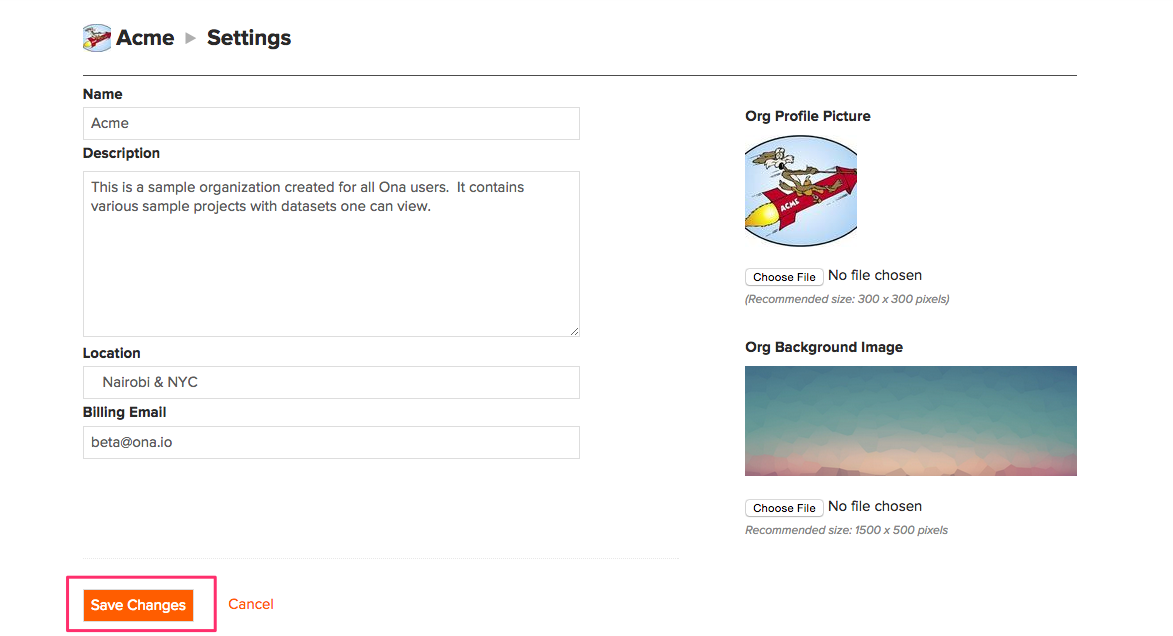 Acme ▶ Settings
Name
Acme
Description
This is a sample organization created for all Ona users.  It contains
various sample projects with datasets one can view.
Location
Nairobi & NYC
Billing Email
beta@ona.io
Save Changes
Cancel
Org Profile Picture
ACME
Choose File No file chosen
(Recommended size: 300 x 300 pixels)
Org Background Image
Choose File No file chosen
Recommended size: 1500 x 500 pixels